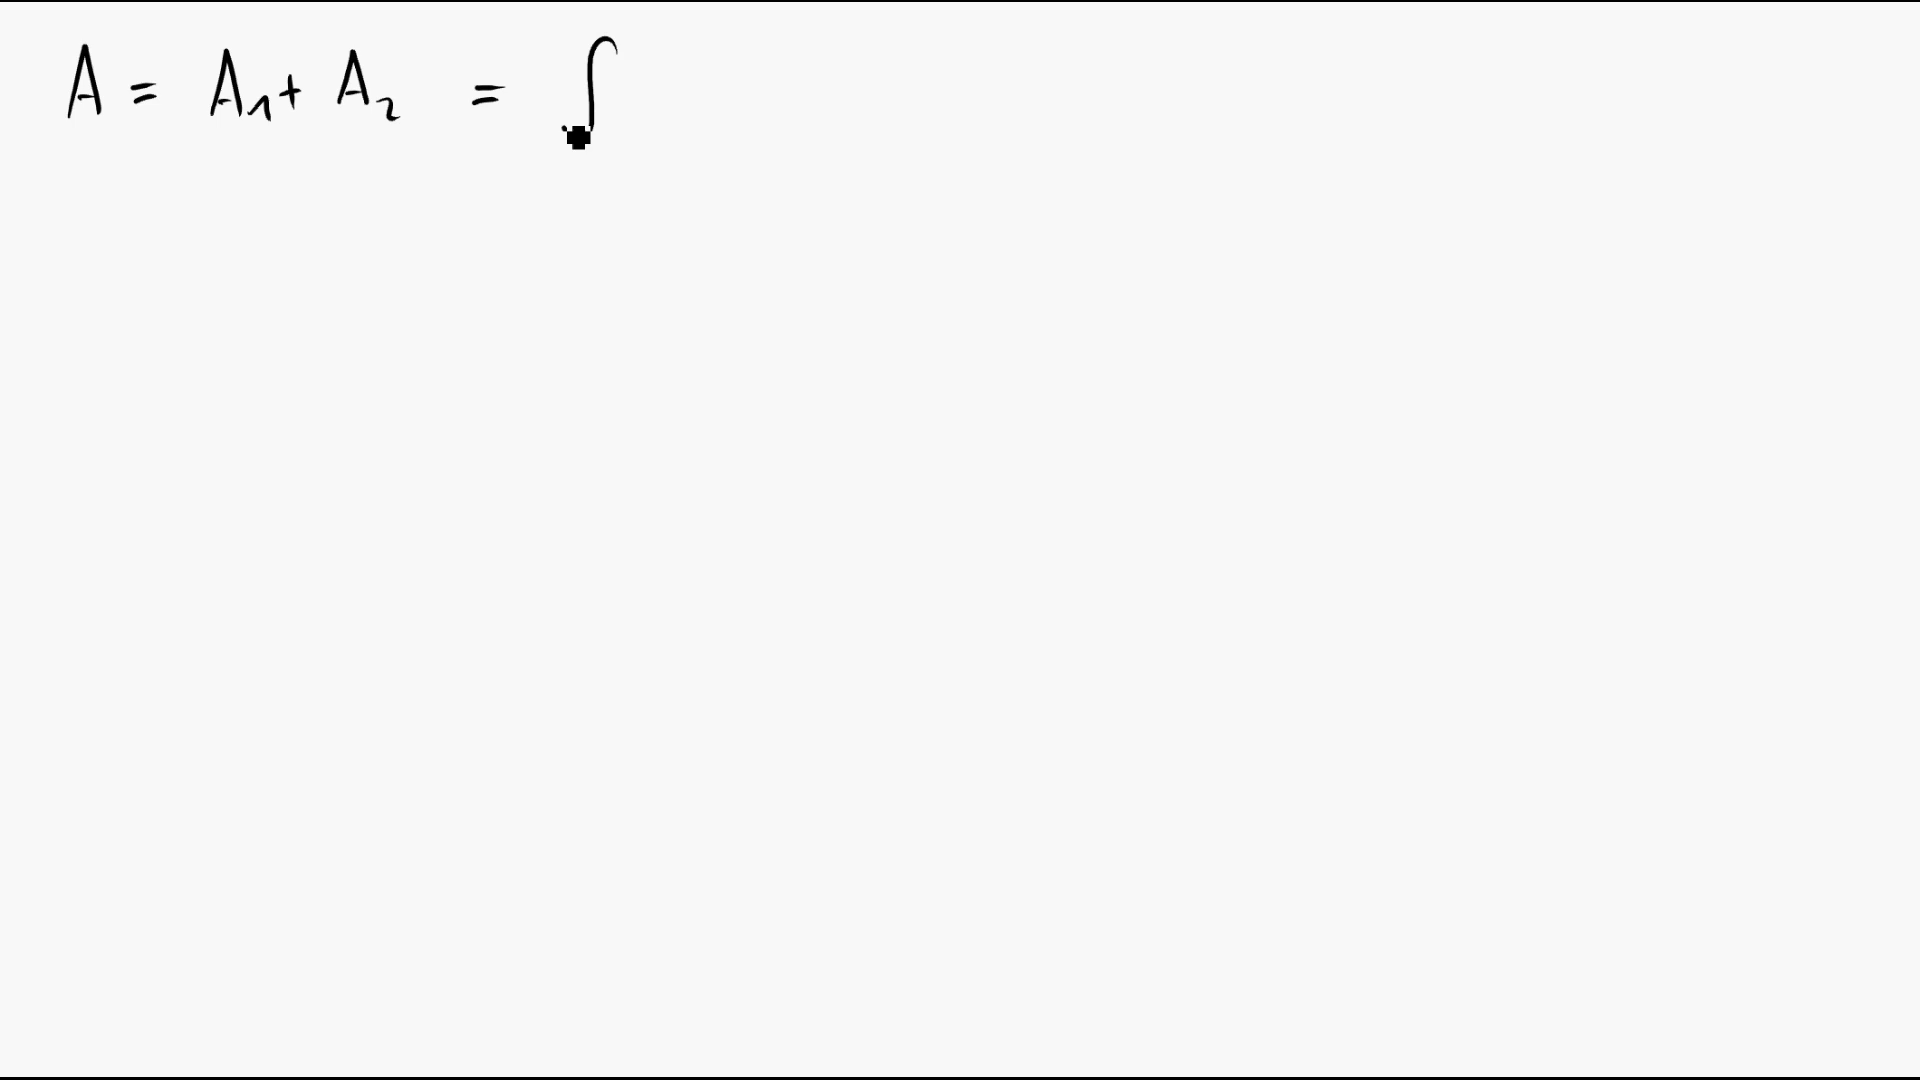 A = A₁ + A₂ = ∫